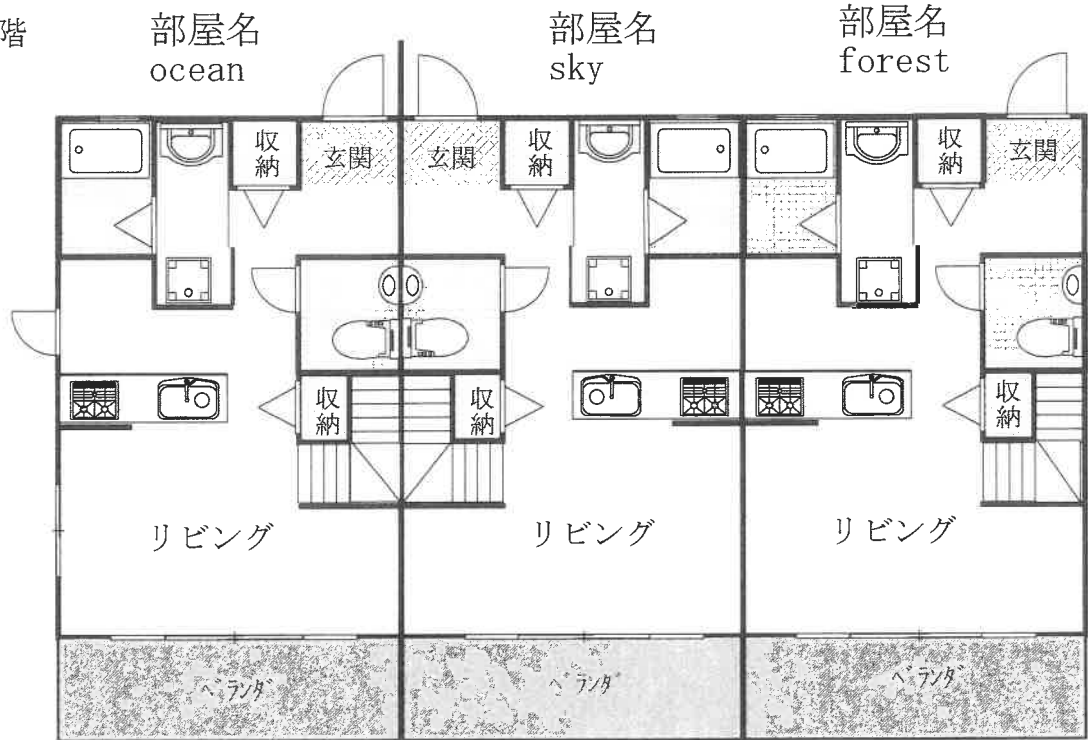 階
部屋名
ocean
部屋名
sky
部屋名
forest
収納
玄関
玄関
収納
収納
玄関
収納
収納
収納
リビング
リビング
リビング
ベランダ
ベランダ
ベランダ